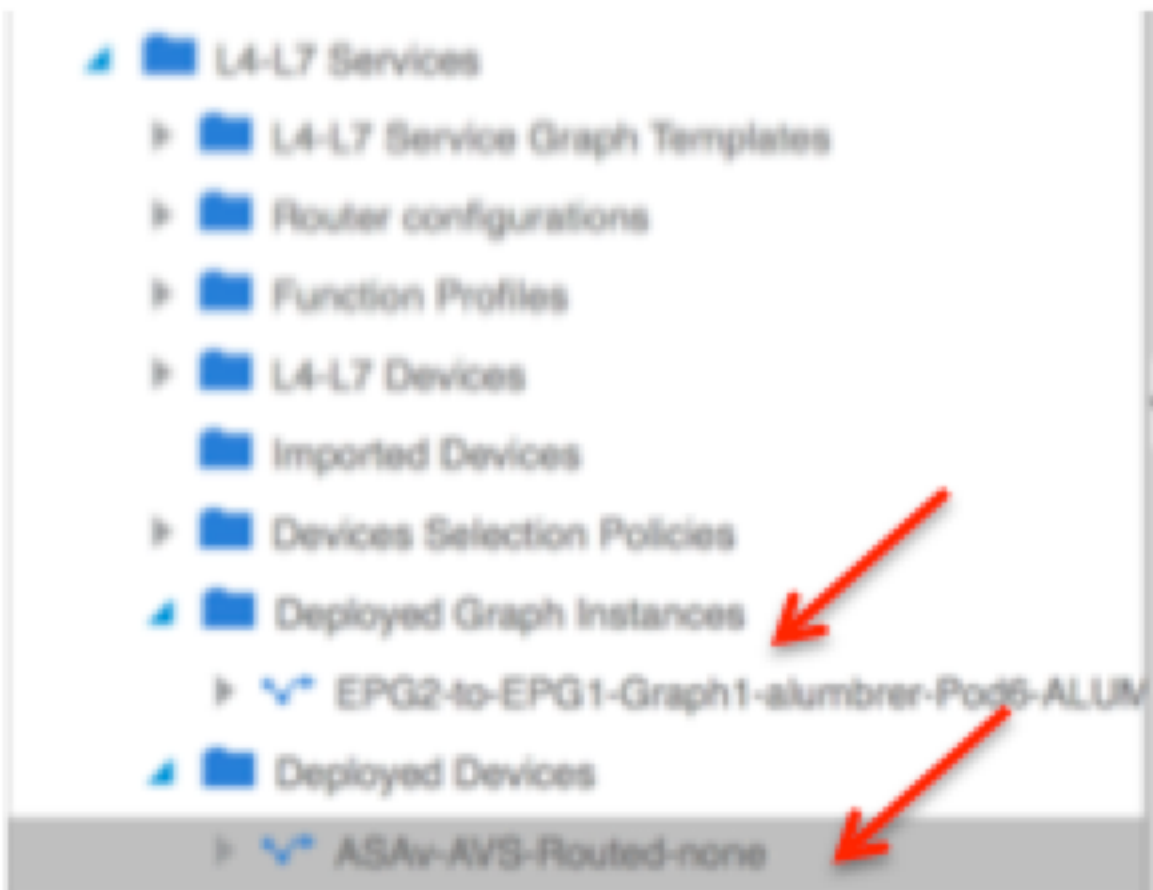 L4-L7 Services
L4-L7 Service Graph Templates
Router configurations
Function Profiles
L4-L7 Devices
Imported Devices
Devices Selection Policies
Deployed Graph Instances
EPG2-to-EPG1-Graph1-alumbrer-Pod6-ALUM
Deployed Devices
ASAv-AVS-Routed-none